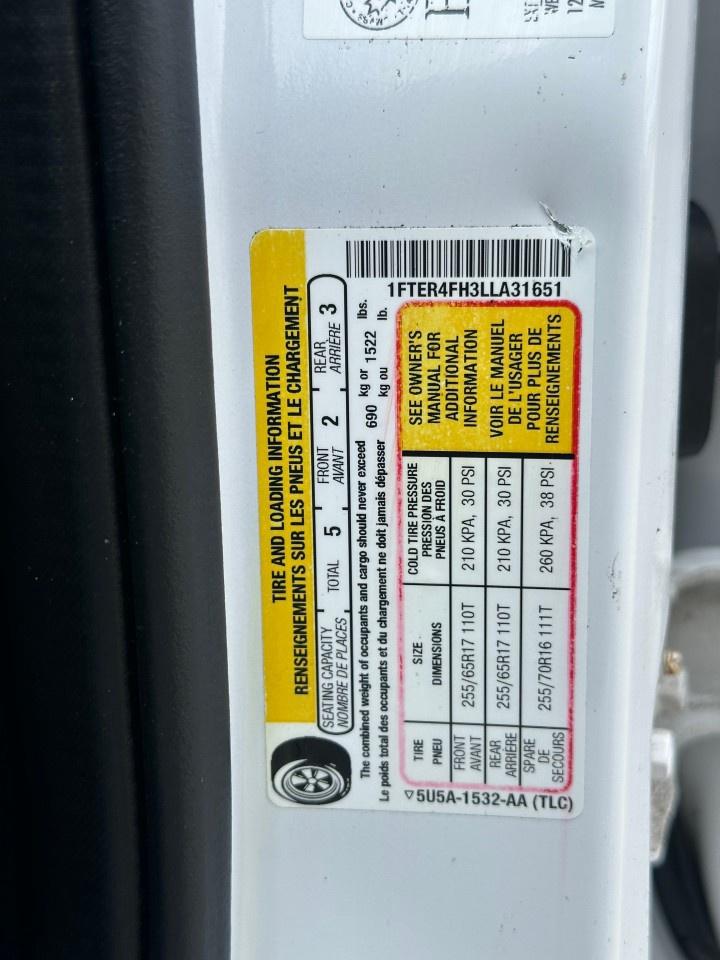 TIRE AND LOADING INFORMATION
RENSEIGNEMENTS SUR LES PNEUS ET LE CHARGEMENT
SEATING CAPACITY TOTAL 5 FRONT 2 REAR 3
NOMBRE DE PLACES AVANT ARRIÈRE
The combined weight of occupants and cargo should never exceed 690 kg or 1522 lbs.
Le poids total des occupants et du chargement ne doit jamais dépasser kg ou lb.
1FTER4FH3LLA31651
TIRE SIZE COLD TIRE PRESSURE
PNEU DIMENSIONS PRESSION DES
PNEUS À FROID
FRONT 255/65R17 110T 210 KPA, 30 PSI
AVANT
REAR 255/65R17 110T 210 KPA, 30 PSI
ARRIÈRE
SPARE 255/70R16 111T 260 KPA, 38 PSI
DE
SECOURS
SEE OWNER'S
MANUAL FOR
ADDITIONAL
INFORMATION
VOIR LE MANUEL
DE L'USAGER
POUR PLUS DE
RENSEIGNEMENTS
▽5U5A-1532-AA (TLC)